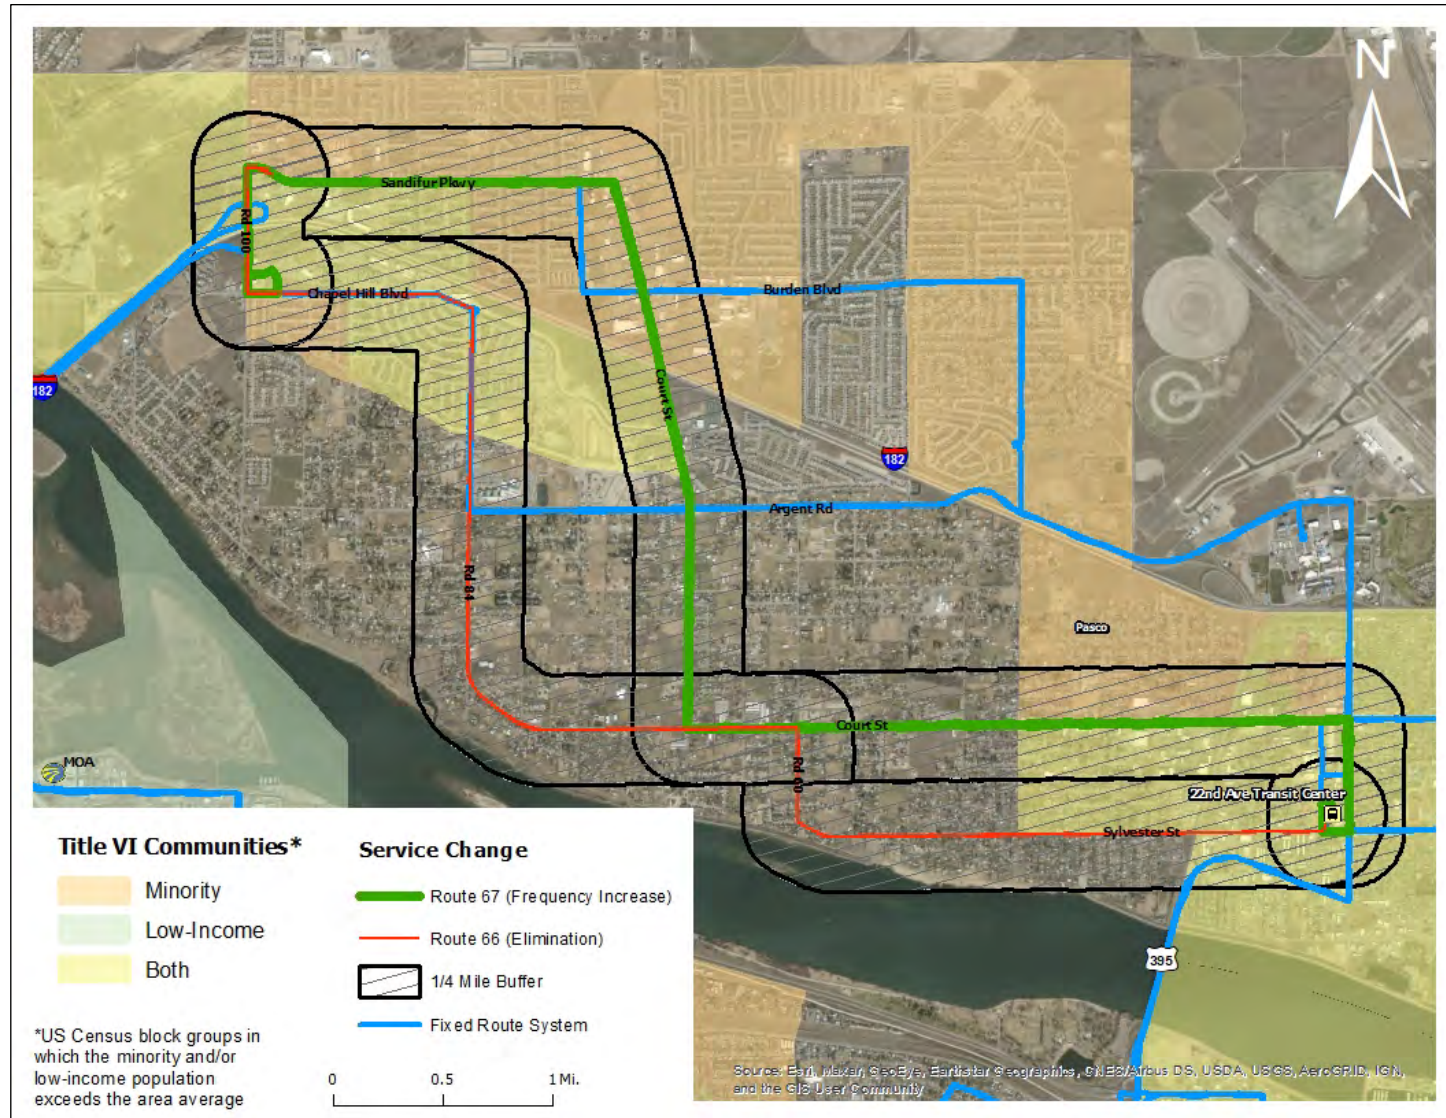 N
Sandifur Pkwy
Rd 100
Chapel Hill Blvd
Burden Blvd
182
Court St
182
Argent Rd
Rd 84
Pasco
Court St
MOA
Rd 60
22nd Ave Transit Center
Sylvester St
395
Title VI Communities*
Minority
Low-Income
Both
*US Census block groups in
which the minority and/or
low-income population
exceeds the area average
Service Change
Route 67 (Frequency Increase)
Route 66 (Elimination)
1/4 Mile Buffer
Fixed Route System
0 0.5 1 Mi.
Source: Esri, Maxar, GeoEye, Earthstar Geographics, CNES/Airbus DS, USDA, USGS, AeroGRID, IGN,
and the GIS User Community